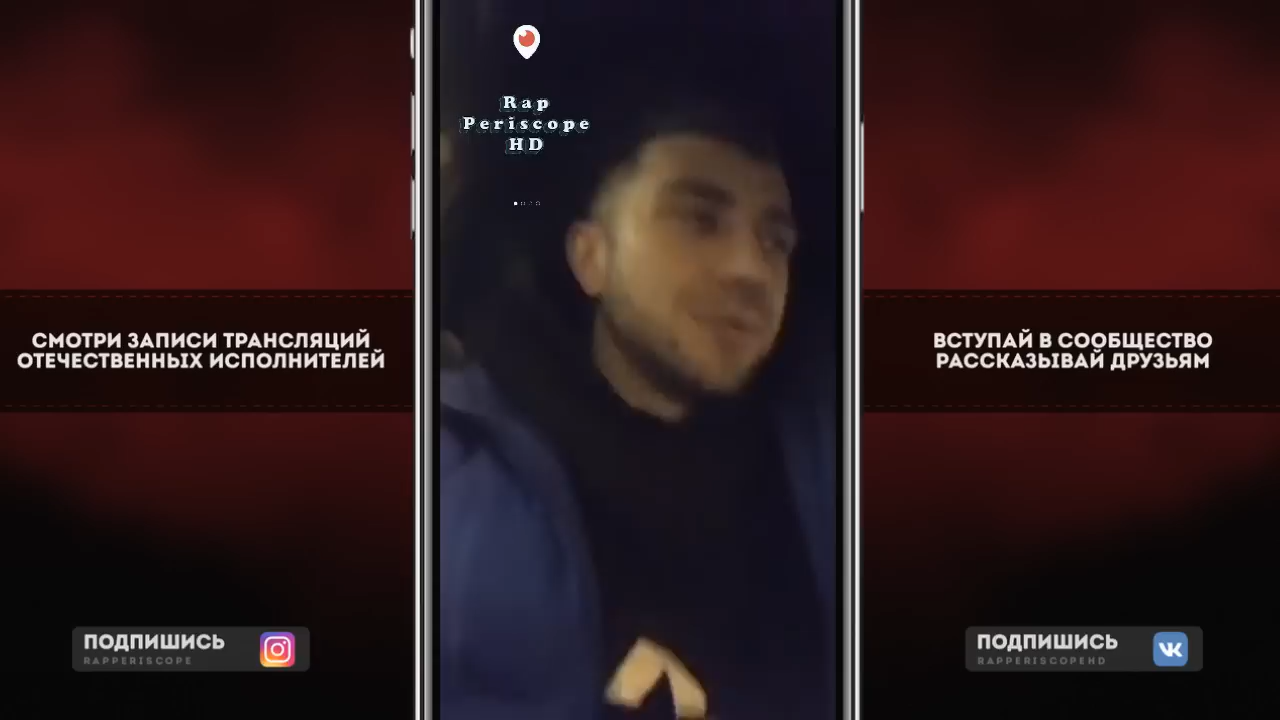 Rap
Periscope
HD
СМОТРИ ЗАПИСИ ТРАНСЛЯЦИЙ
ОТЕЧЕСТВЕННЫХ ИСПОЛНИТЕЛЕЙ
ВСТУПАЙ В СООБЩЕСТВО
РАССКАЗЫВАЙ ДРУЗЬЯМ
ПОДПИШИСЬ
RAPPERISCOPE
ПОДПИШИСЬ
RAPPERISCOPEHD